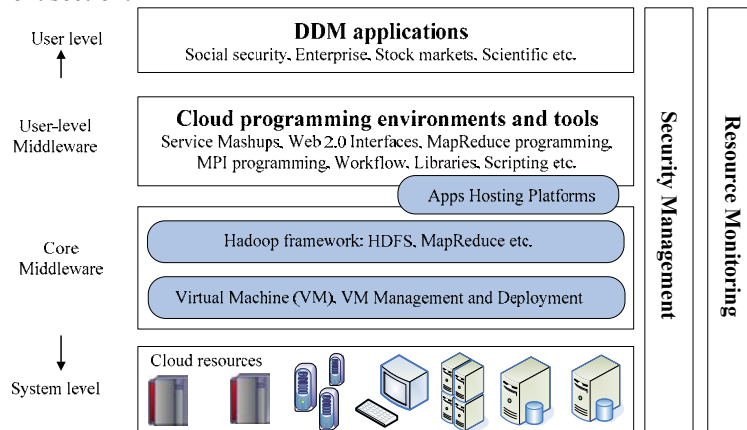 User level
DDM applications
Social security, Enterprise, Stock markets, Scientific etc.
User-level
Middleware
Cloud programming environments and tools
Service Mashups, Web 2.0 Interfaces, MapReduce programming,
MPI programming, Workflow, Libraries, Scripting etc.
Apps Hosting Platforms
Core
Middleware
Hadoop framework: HDFS, MapReduce etc.
Virtual Machine (VM), VM Management and Deployment
System level
Cloud resources
Security Management
Resource Monitoring